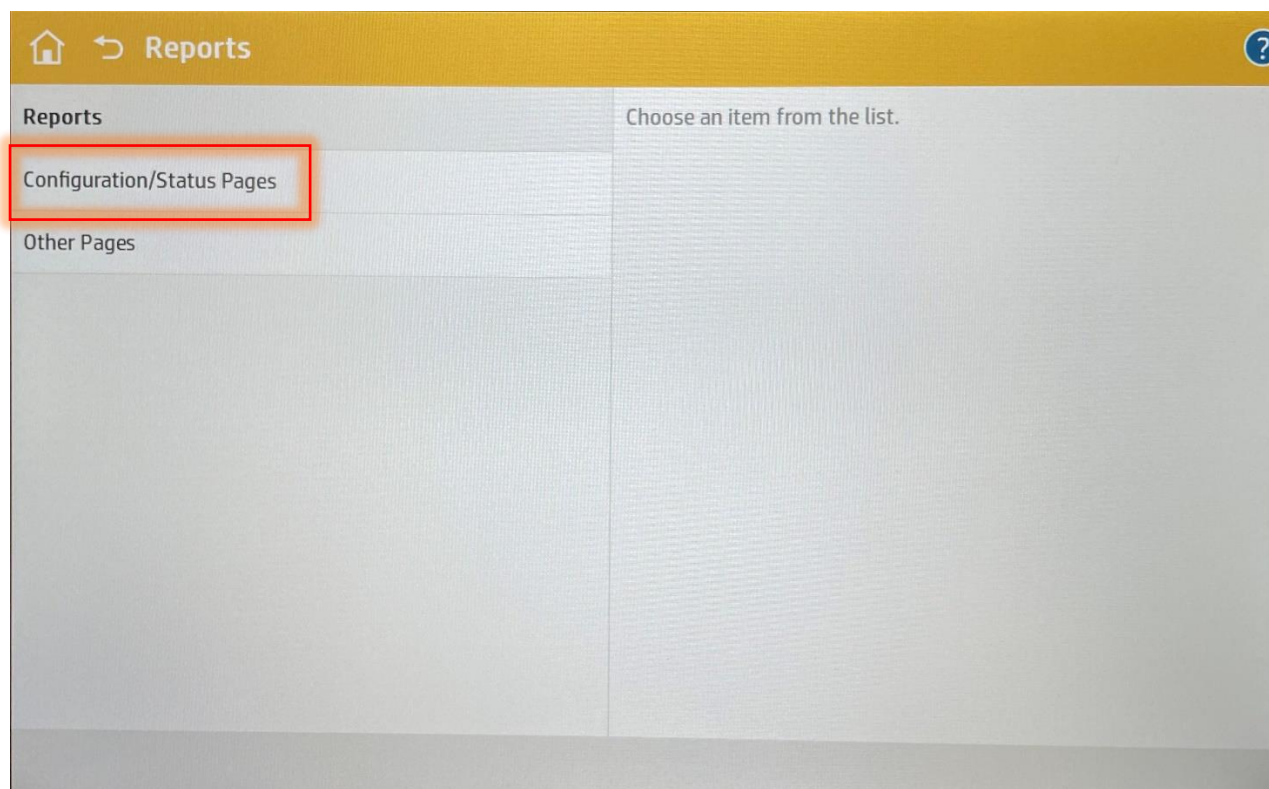 Reports
?
Reports
Choose an item from the list.
Configuration/Status Pages
Other Pages